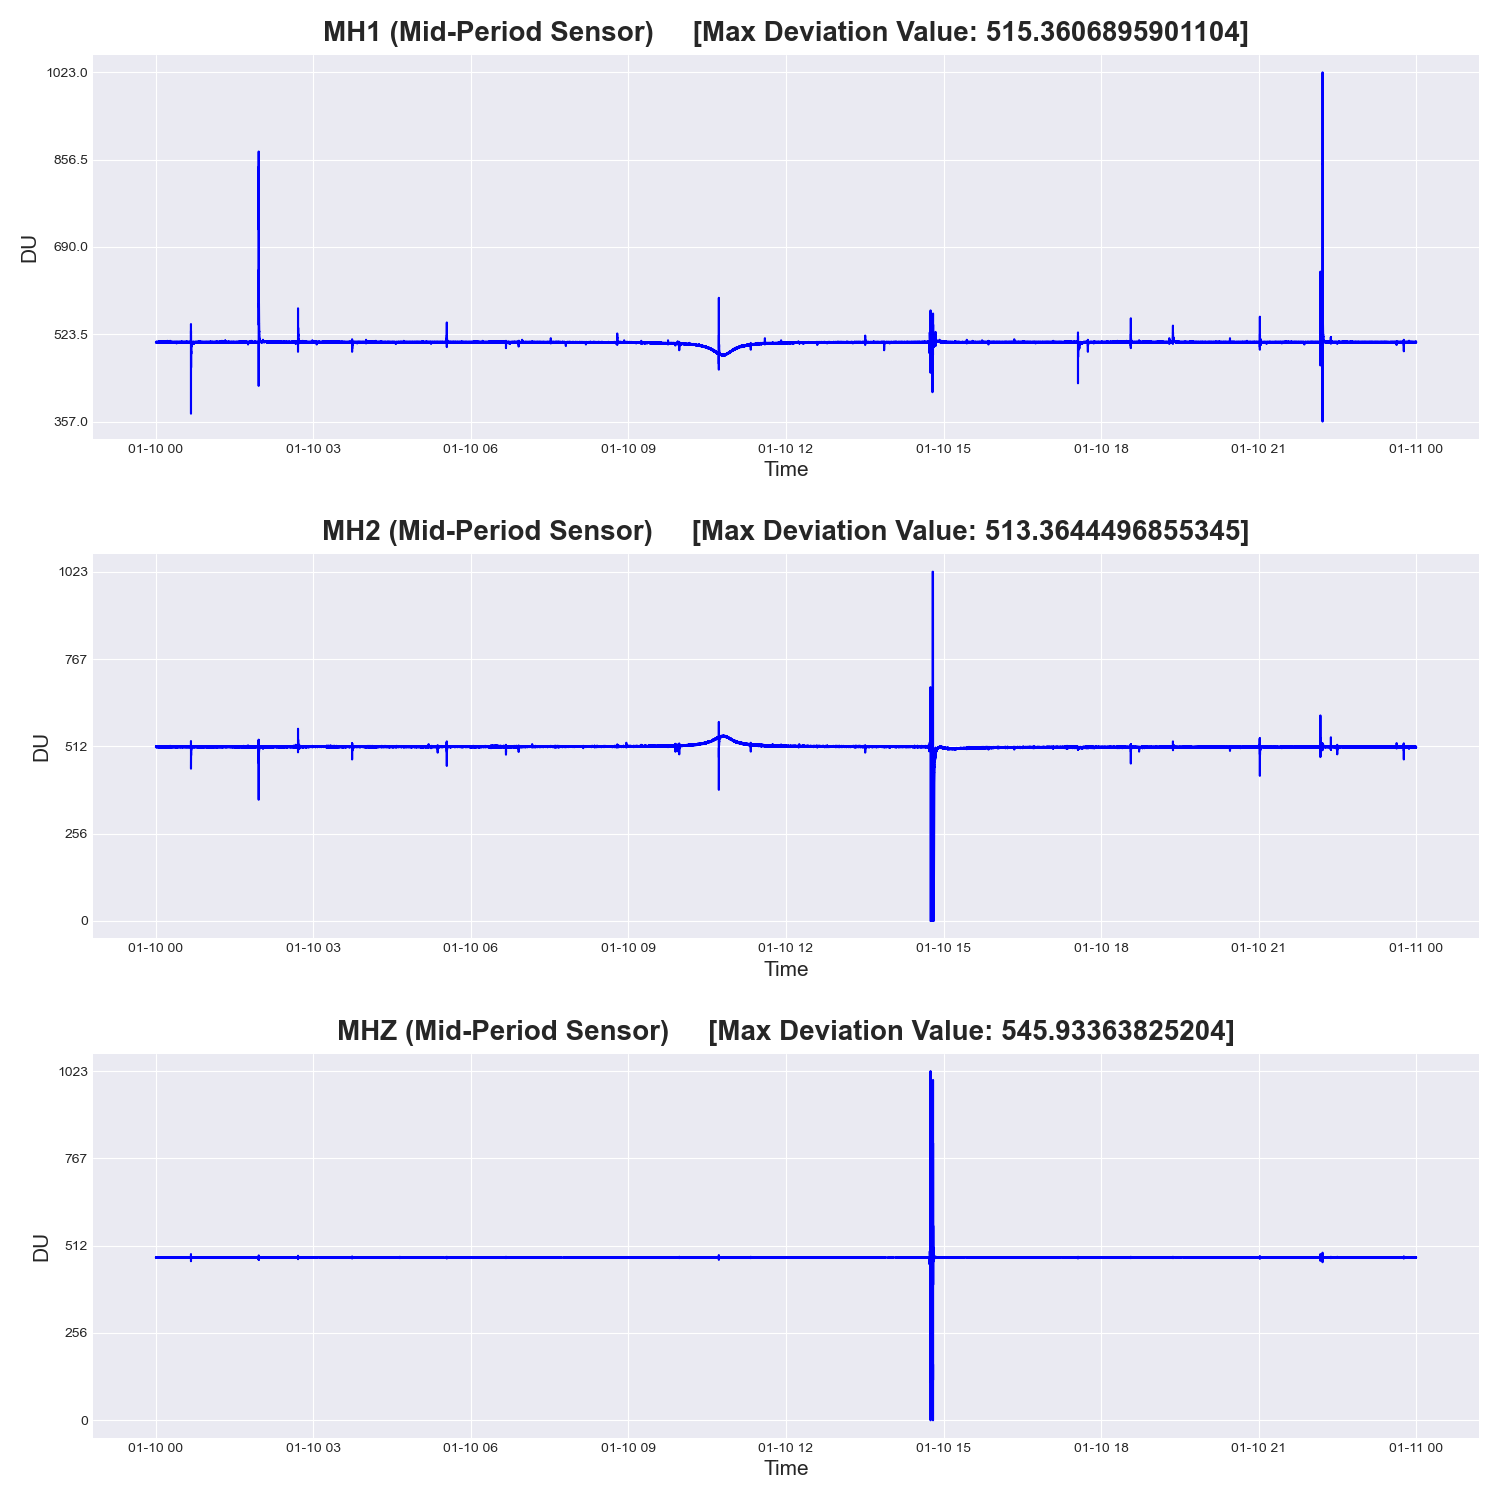 MH1 (Mid-Period Sensor) [Max Deviation Value: 515.3606895901104]
1023.0
856.5
690.0
523.5
357.0
DU
01-10 00 01-10 03 01-10 06 01-10 09 01-10 12 01-10 15 01-10 18 01-10 21 01-11 00
Time
MH2 (Mid-Period Sensor) [Max Deviation Value: 513.3644496855345]
1023
767
512
256
0
DU
01-10 00 01-10 03 01-10 06 01-10 09 01-10 12 01-10 15 01-10 18 01-10 21 01-11 00
Time
MHZ (Mid-Period Sensor) [Max Deviation Value: 545.93363825204]
1023
767
512
256
0
DU
01-10 00 01-10 03 01-10 06 01-10 09 01-10 12 01-10 15 01-10 18 01-10 21 01-11 00
Time